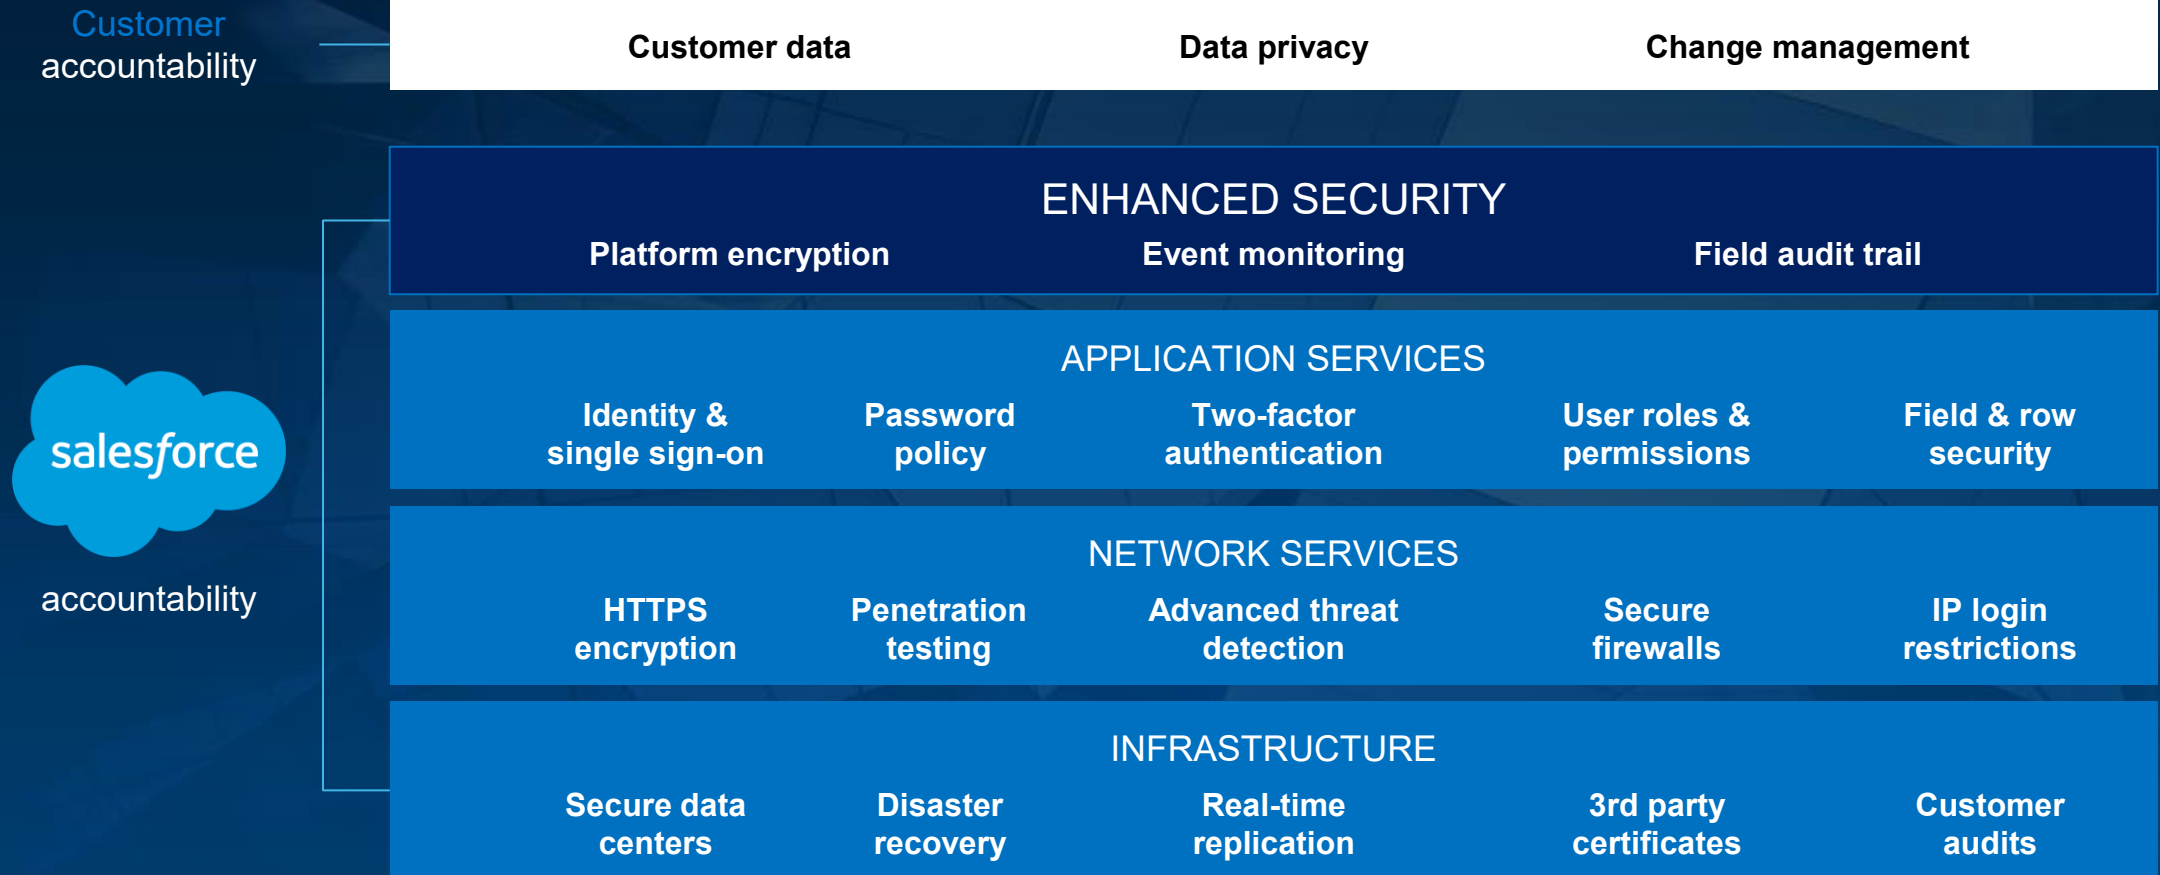 Customer
accountability
Customer data Data privacy Change management
ENHANCED SECURITY
Platform encryption Event monitoring Field audit trail
salesforce
accountability
APPLICATION SERVICES
Identity & Password Two-factor User roles & Field & row
single sign-on policy authentication permissions security
NETWORK SERVICES
HTTPS Penetration Advanced threat Secure IP login
encryption testing detection firewalls restrictions
INFRASTRUCTURE
Secure data Disaster Real-time 3rd party Customer
centers recovery replication certificates audits